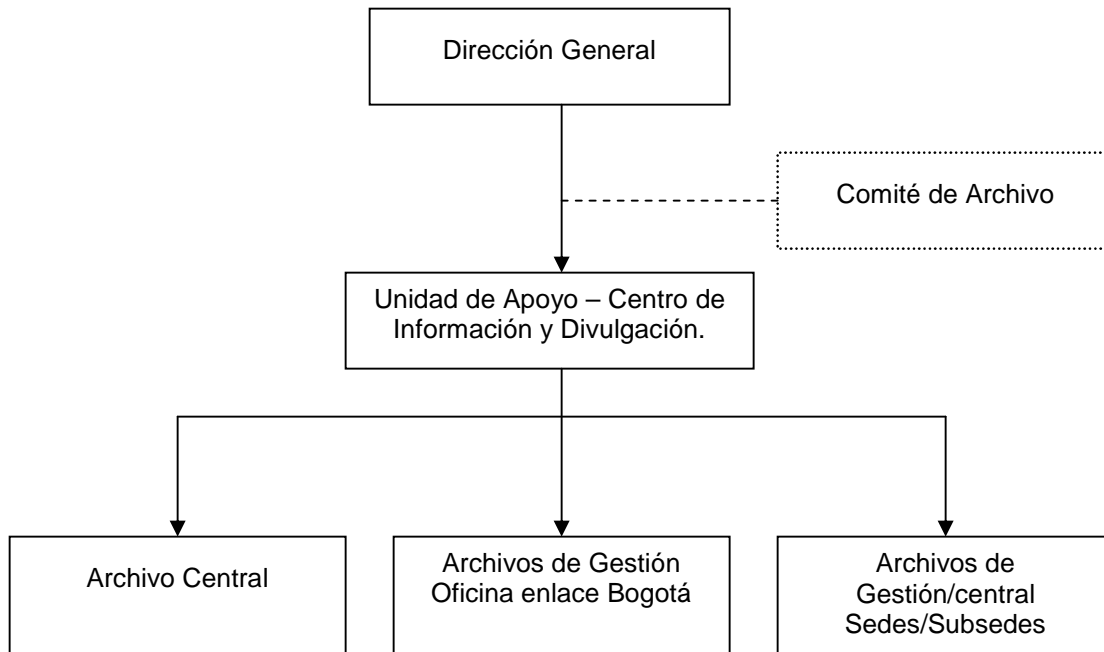 Dirección General
Comité de Archivo
Unidad de Apoyo – Centro de
Información y Divulgación.
Archivo Central
Archivos de Gestión
Oficina enlace Bogotá
Archivos de
Gestión/central
Sedes/Subsedes